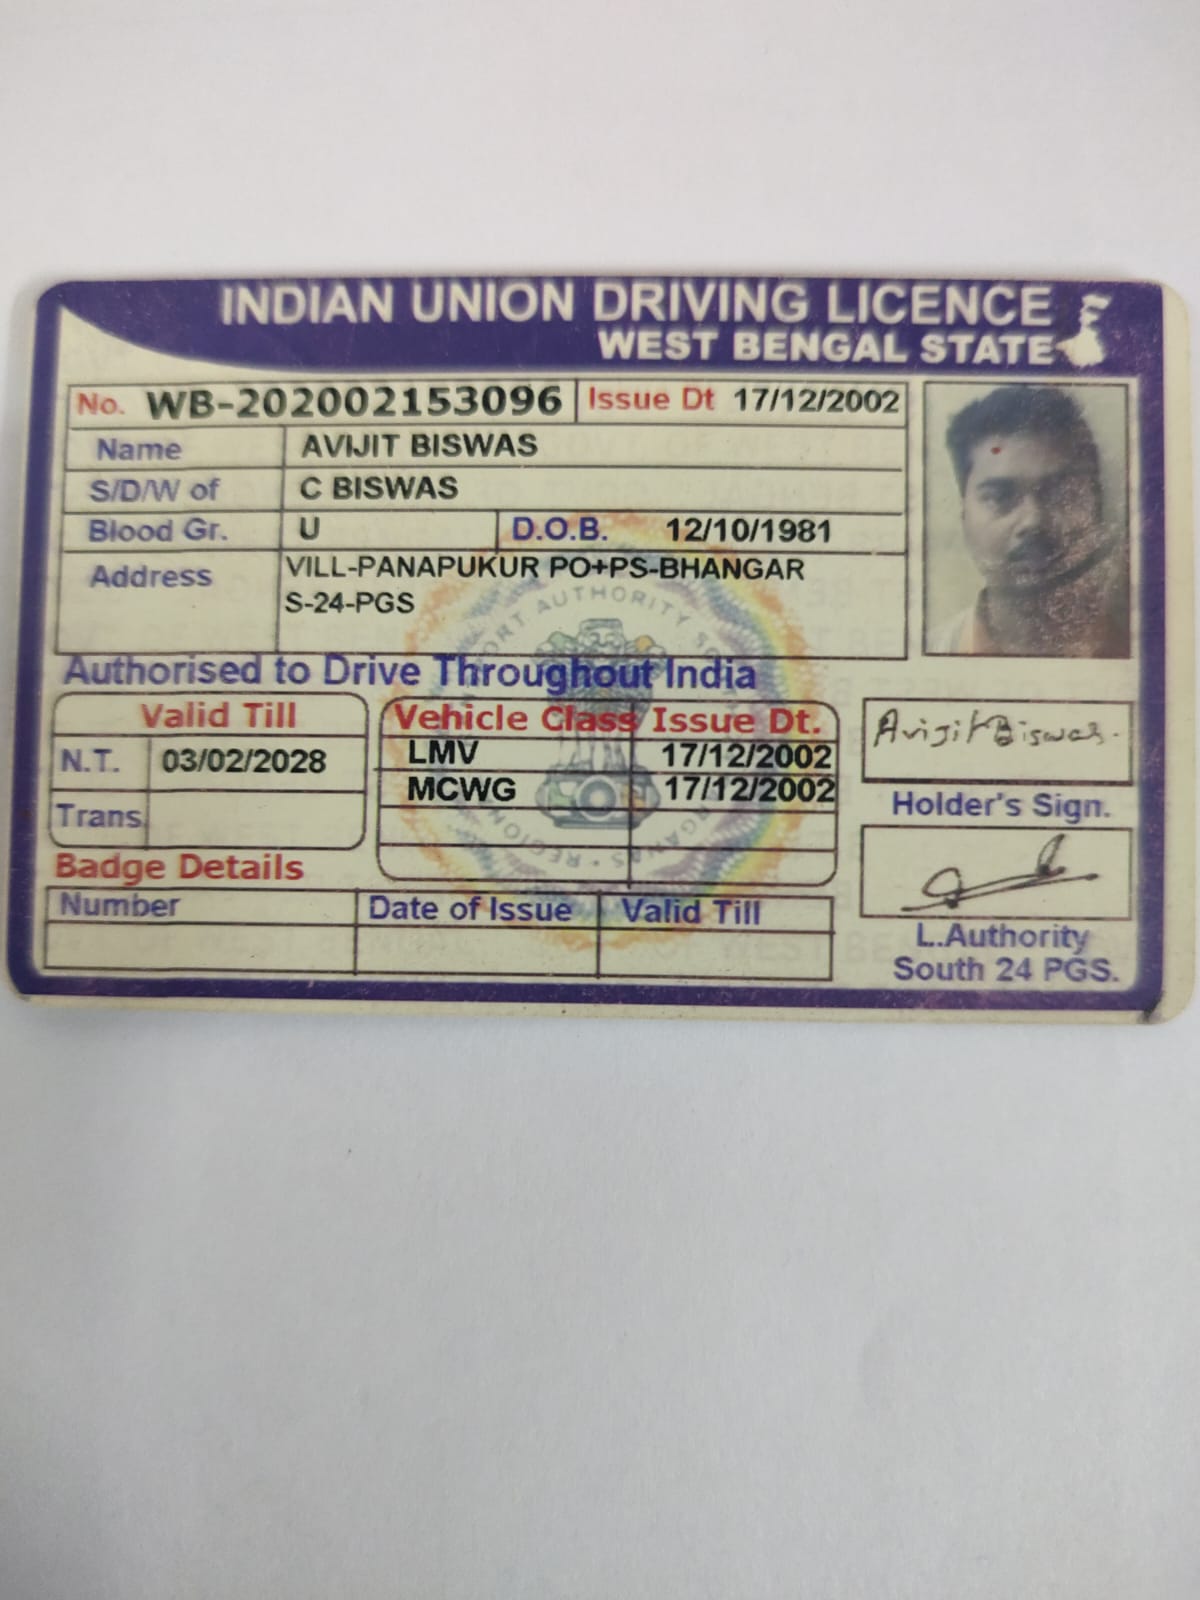 INDIAN UNION DRIVING LICENCE
WEST BENGAL STATE
No. WB-202002153096 Issue Dt 17/12/2002
Name AVIJIT BISWAS
S/D/W of C BISWAS
Blood Gr. U D.O.B. 12/10/1981
Address VILL-PANAPUKUR PO+PS-BHANGAR
S-24-PGS
Authorised to Drive Throughout India
Valid Till
N.T. 03/02/2028
Trans.
Vehicle Class Issue Dt.
LMV 17/12/2002
MCWG 17/12/2002
Avijit Biswas.
Holder's Sign.
Badge Details
Number Date of Issue Valid Till
L.Authority
South 24 PGS.